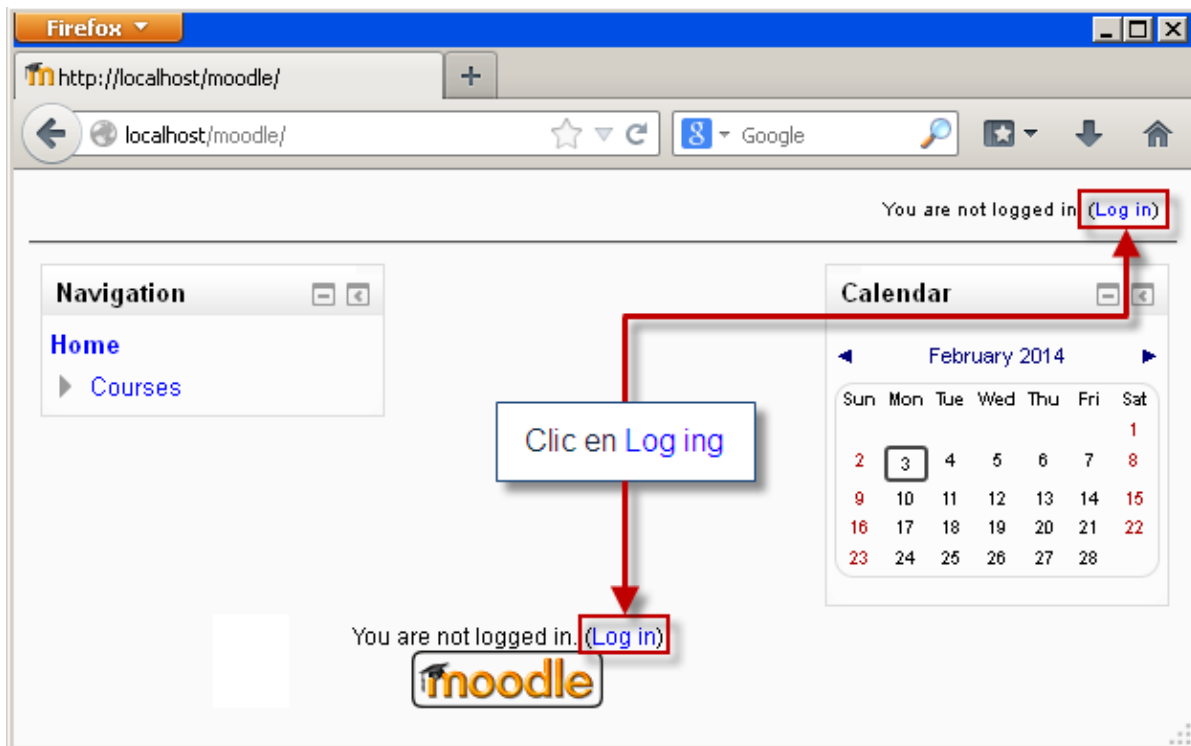 Firefox
http://localhost/moodle/
localhost/moodle/
Google
You are not logged in. (Log in)
Navigation
Home
Courses
Calendar
February 2014
Sun Mon Tue Wed Thu Fri Sat
1
2 3 4 5 6 7 8
9 10 11 12 13 14 15
16 17 18 19 20 21 22
23 24 25 26 27 28
Clic en Log ing
You are not logged in. (Log in)
moodle